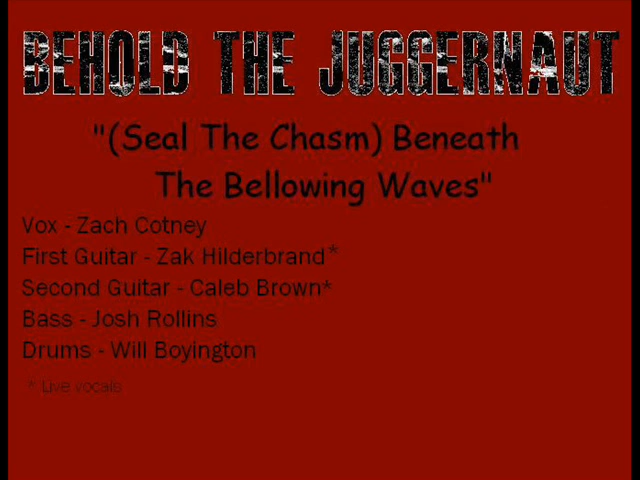 BEHOLD THE JUGGERNAUT
"(Seal The Chasm) Beneath
The Bellowing Waves"
Vox - Zach Cotney
First Guitar - Zak Hilderbrand*
Second Guitar - Caleb Brown*
Bass - Josh Rollins
Drums - Will Boyington
* Live vocals